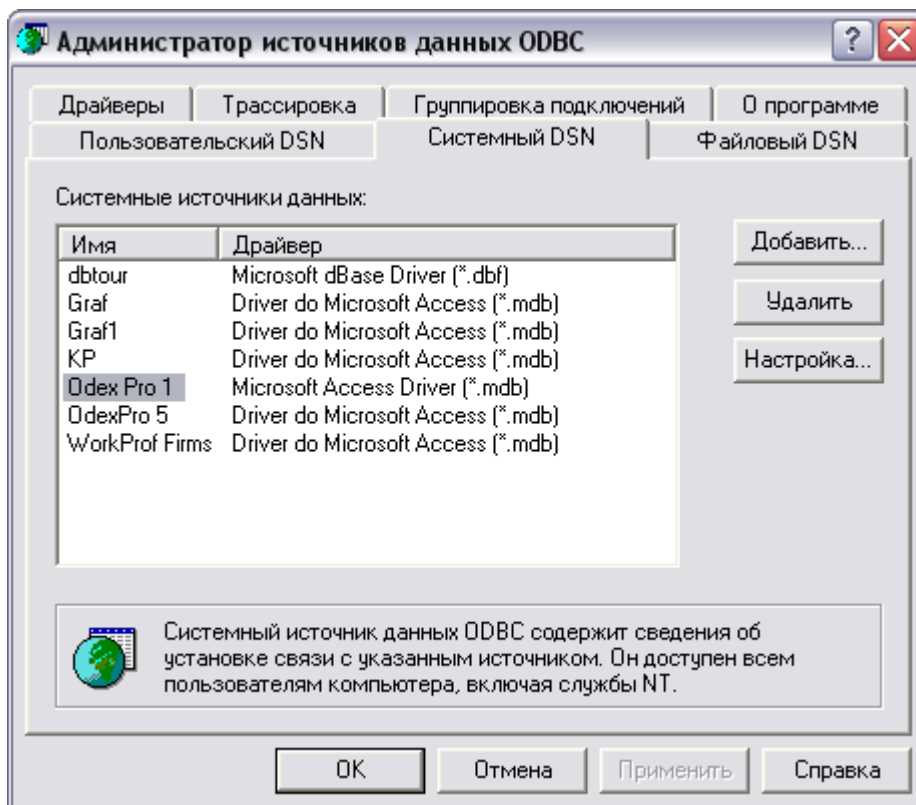 Администратор источников данных ODBC
Драйверы Трассировка Группировка подключений О программе
Пользовательский DSN Системный DSN Файловый DSN
Системные источники данных:
Имя Драйвер
dbtour Microsoft dBase Driver (*.dbf)
Graf Driver do Microsoft Access (*.mdb)
Graf1 Driver do Microsoft Access (*.mdb)
KP Driver do Microsoft Access (*.mdb)
Odex Pro 1 Microsoft Access Driver (*.mdb)
OdexPro 5 Driver do Microsoft Access (*.mdb)
WorkProf Firms Driver do Microsoft Access (*.mdb)
Добавить...
Удалить
Настройка...
Системный источник данных ODBC содержит сведения об
установке связи с указанным источником. Он доступен всем
пользователям компьютера, включая службы NT.
OK Отмена Применить Справка